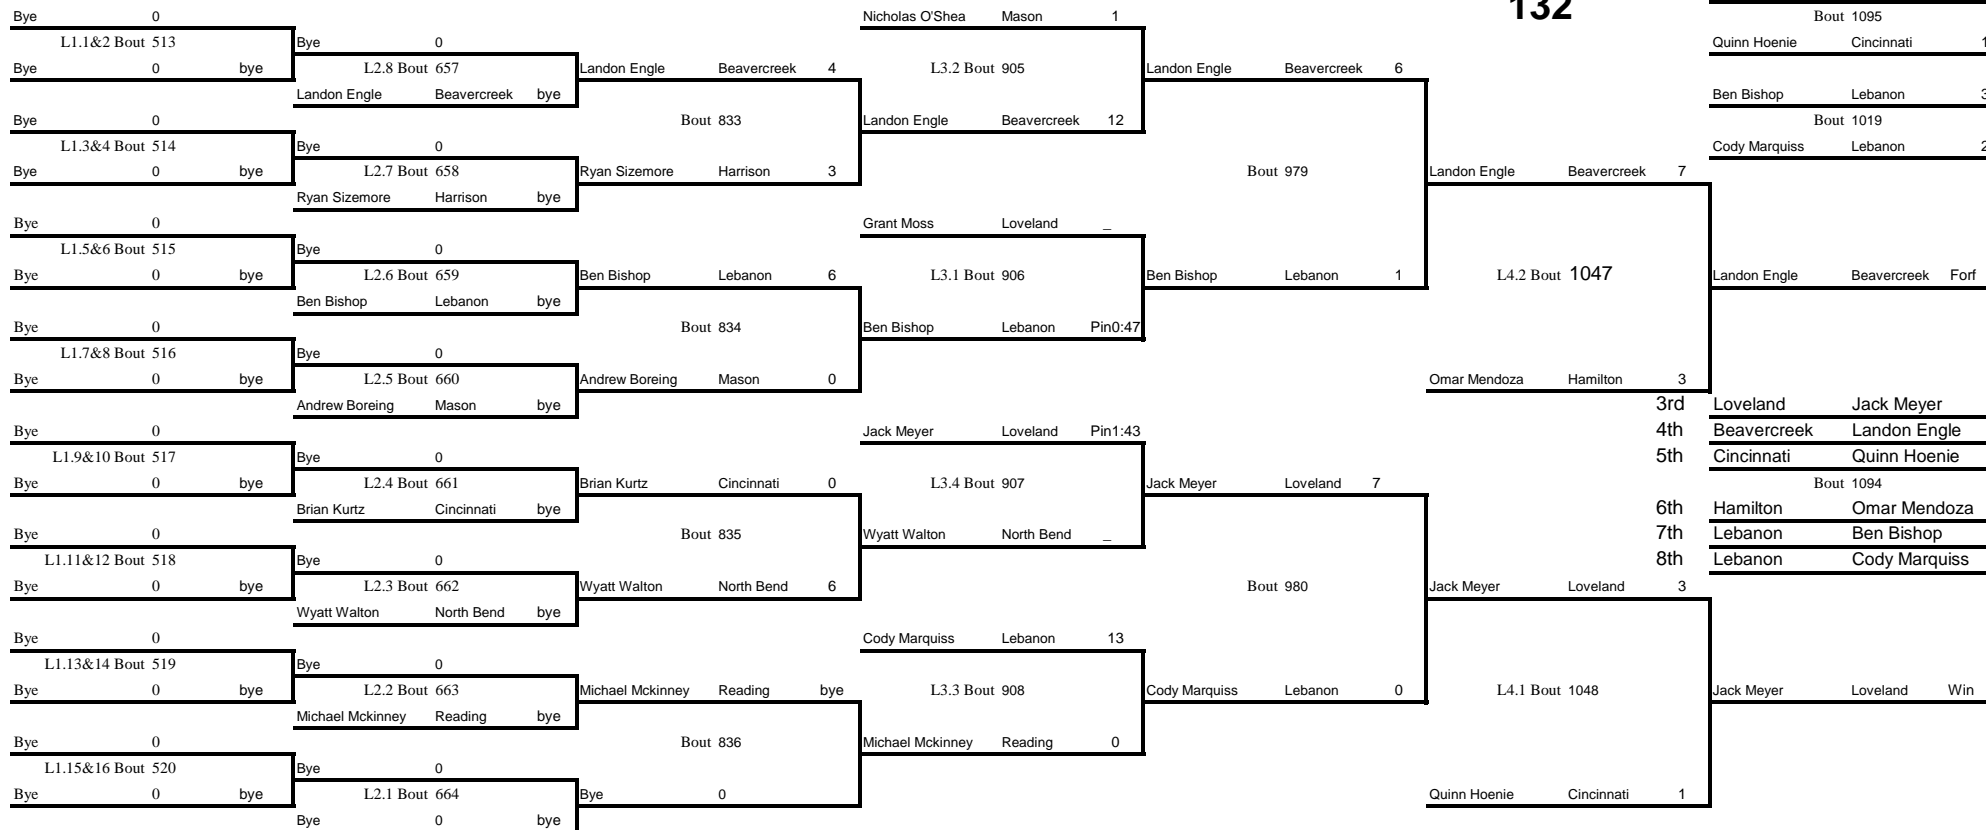 132
Bye 0
L1.1&2 Bout 513
Bye 0 bye
Bye 0
L1.3&4 Bout 514
Bye 0 bye
Bye 0
L1.5&6 Bout 515
Bye 0 bye
Bye 0
L1.7&8 Bout 516
Bye 0 bye
Bye 0
L1.9&10 Bout 517
Bye 0 bye
Bye 0
L1.11&12 Bout 518
Bye 0 bye
Bye 0
L1.13&14 Bout 519
Bye 0 bye
Bye 0
L1.15&16 Bout 520
Bye 0 bye
Bye 0
L2.8 Bout 657
Landon Engle Beavercreek bye
Bye 0
L2.7 Bout 658
Ryan Sizemore Harrison bye
Bye 0
L2.6 Bout 659
Ben Bishop Lebanon bye
Bye 0
L2.5 Bout 660
Andrew Boreing Mason bye
Bye 0
L2.4 Bout 661
Brian Kurtz Cincinnati bye
Bye 0
L2.3 Bout 662
Wyatt Walton North Bend bye
Bye 0
L2.2 Bout 663
Michael Mckinney Reading bye
Bye 0
L2.1 Bout 664
Bye 0 bye
Landon Engle Beavercreek 4
Bout 833
Ryan Sizemore Harrison 3
Ben Bishop Lebanon 6
Bout 834
Andrew Boreing Mason 0
Brian Kurtz Cincinnati 0
Bout 835
Wyatt Walton North Bend 6
Michael Mckinney Reading bye
Bout 836
Bye 0
Nicholas O'Shea Mason 1
L3.2 Bout 905
Landon Engle Beavercreek 12
Grant Moss Loveland _
L3.1 Bout 906
Ben Bishop Lebanon Pin0:47
Jack Meyer Loveland Pin1:43
L3.4 Bout 907
Wyatt Walton North Bend _
Cody Marquiss Lebanon 13
L3.3 Bout 908
Michael Mckinney Reading 0
Landon Engle Beavercreek 6
Bout 979
Ben Bishop Lebanon 1
Jack Meyer Loveland 7
Bout 980
Cody Marquiss Lebanon 0
Landon Engle Beavercreek 7
L4.2 Bout 1047
Omar Mendoza Hamilton 3
Jack Meyer Loveland 3
L4.1 Bout 1048
Quinn Hoenie Cincinnati 1
Bout 1095
Quinn Hoenie Cincinnati 1
Ben Bishop Lebanon 3
Bout 1019
Cody Marquiss Lebanon 2
Landon Engle Beavercreek Forf
3rd Loveland Jack Meyer
4th Beavercreek Landon Engle
5th Cincinnati Quinn Hoenie
Bout 1094
6th Hamilton Omar Mendoza
7th Lebanon Ben Bishop
8th Lebanon Cody Marquiss
Jack Meyer Loveland Win